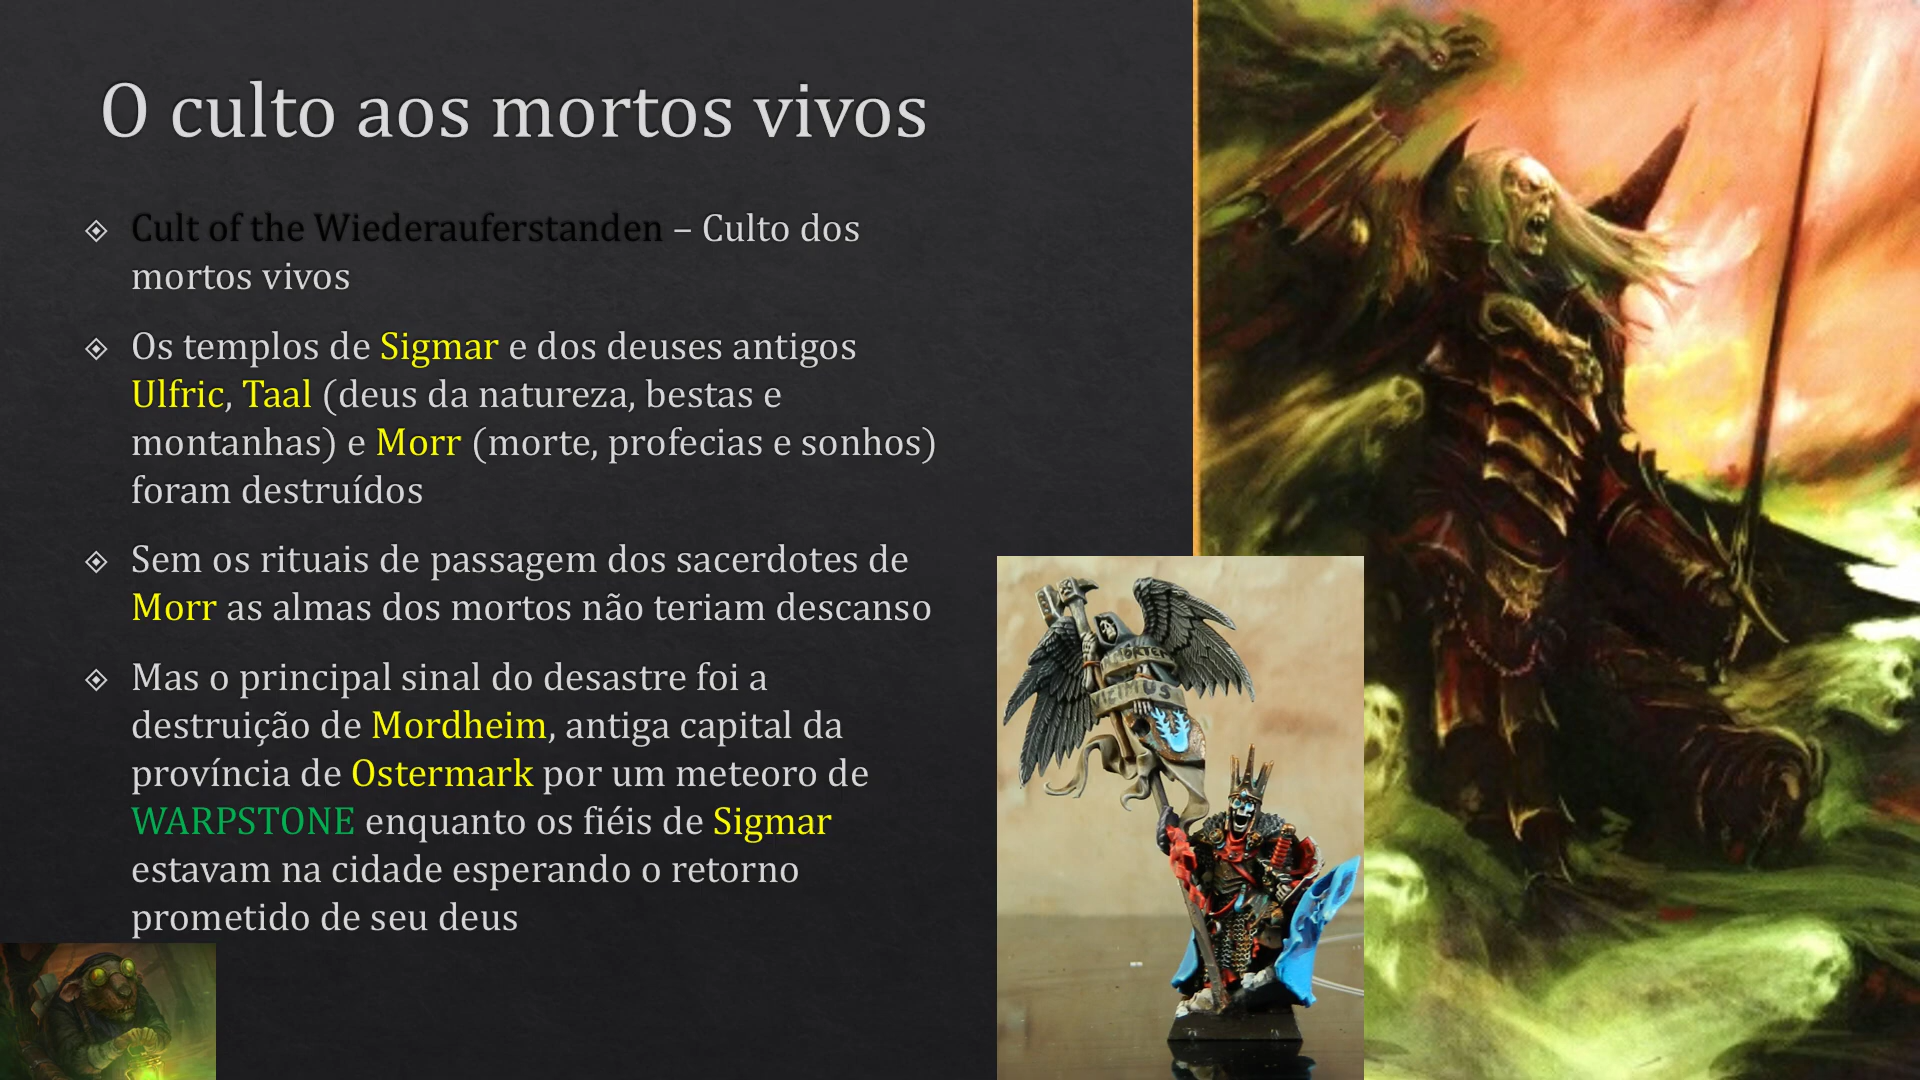 O culto aos mortos vivos
Cult of the Wiederauferstanden – Culto dos
mortos vivos
Os templos de Sigmar e dos deuses antigos
Ulfric, Taal (deus da natureza, bestas e
montanhas) e Morr (morte, profecias e sonhos)
foram destruídos
Sem os rituais de passagem dos sacerdotes de
Morr as almas dos mortos não teriam descanso
Mas o principal sinal do desastre foi a
destruição de Mordheim, antiga capital da
província de Ostermark por um meteoro de
WARPSTONE enquanto os fiéis de Sigmar
estavam na cidade esperando o retorno
prometido de seu deus